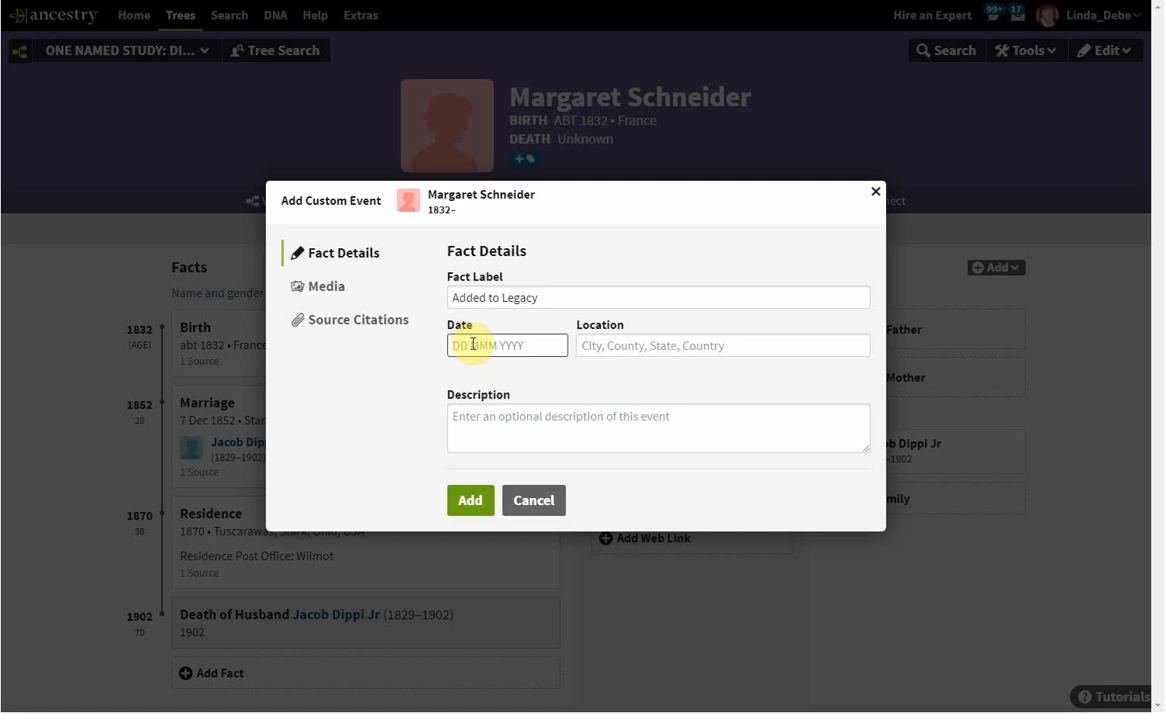 ancestry Home Trees Search DNA Help Extras Hire an Expert 99+ 17 Linda_Debe
ONE NAMED STUDY: DI... Tree Search Search Tools Edit
Margaret Schneider
BIRTH ABT 1832 • France
DEATH Unknown
Add Custom Event Margaret Schneider
1832–
Fact Details
Media
Source Citations
Fact Details
Fact Label
Added to Legacy
Date Location
DD MMM YYYY City, County, State, Country
Description
Enter an optional description of this event
Add Cancel
Facts
Name and gender
Add
1832
(AGE)
Birth
abt 1832 • France
1 Source
1852
20
Marriage
7 Dec 1852 • Star
Jacob Dip
(1829–1902)
1 Source
1870
38
Residence
1870 • Tuscarawas, Stark, Ohio, USA
Residence Post Office: Wilmot
1 Source
1902
70
Death of Husband Jacob Dippi Jr (1829–1902)
1902
Add Fact
Add Web Link
Father
Mother
ob Dippi Jr
–1902
mily
Tutorials